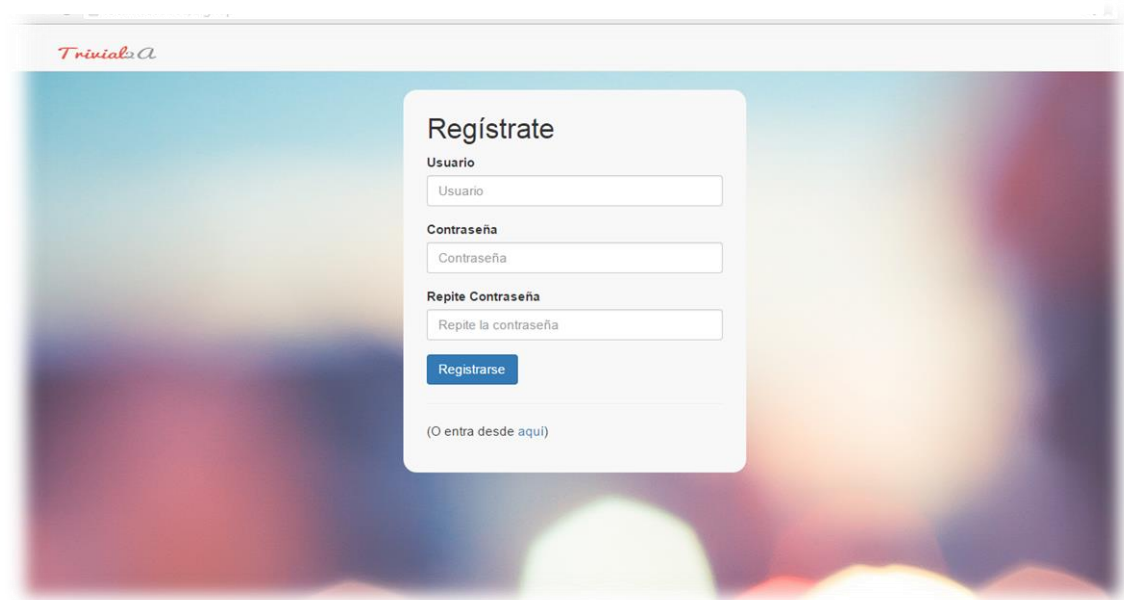 Trivial2a
Regístrate
Usuario
Usuario
Contraseña
Contraseña
Repite Contraseña
Repite la contraseña
Registrarse
(O entra desde aquí)